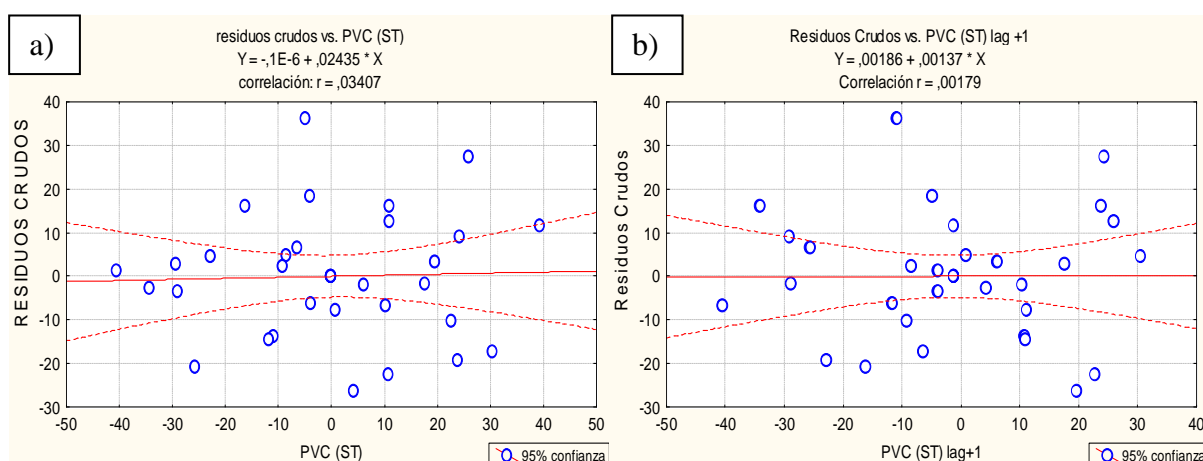 a)
residuos crudos vs. PVC (ST)
Y = -,1E-6 + ,02435 * X
correlación: r = ,03407
RESIDUOS CRUDOS
40
30
20
10
0
-10
-20
-30
-50 -40 -30 -20 -10 0 10 20 30 40 50
PVC (ST)
95% confianza
b)
Residuos Crudos vs. PVC (ST) lag +1
Y = ,00186 + ,00137 * X
Correlación r = ,00179
Residuos Crudos
40
30
20
10
0
-10
-20
-30
-50 -40 -30 -20 -10 0 10 20 30 40
PVC (ST) lag+1
95% confianza